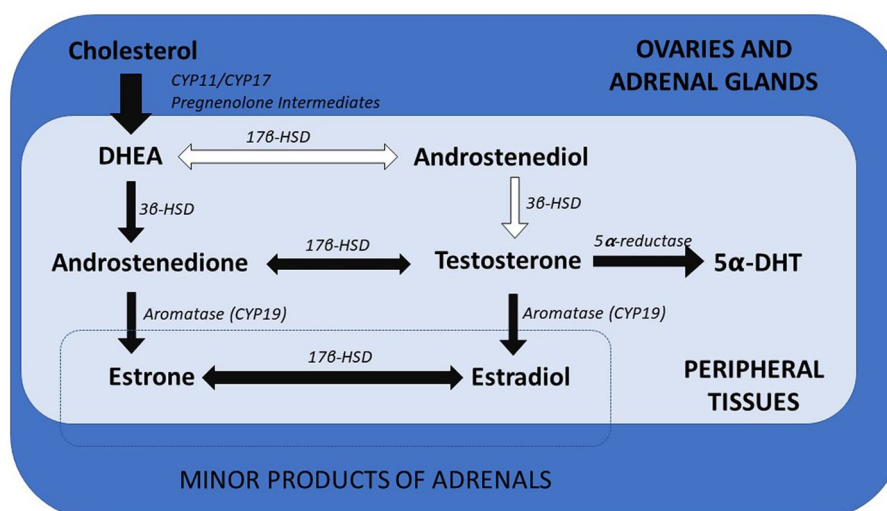 Cholesterol
OVARIES AND
ADRENAL GLANDS
CYP11/CYP17
Pregnenolone Intermediates
17β-HSD
DHEA
Androstenediol
3β-HSD
3β-HSD
17β-HSD
5α-reductase
Androstenedione
Testosterone
5α-DHT
Aromatase (CYP19)
Aromatase (CYP19)
17β-HSD
Estrone
Estradiol
PERIPHERAL
TISSUES
MINOR PRODUCTS OF ADRENALS